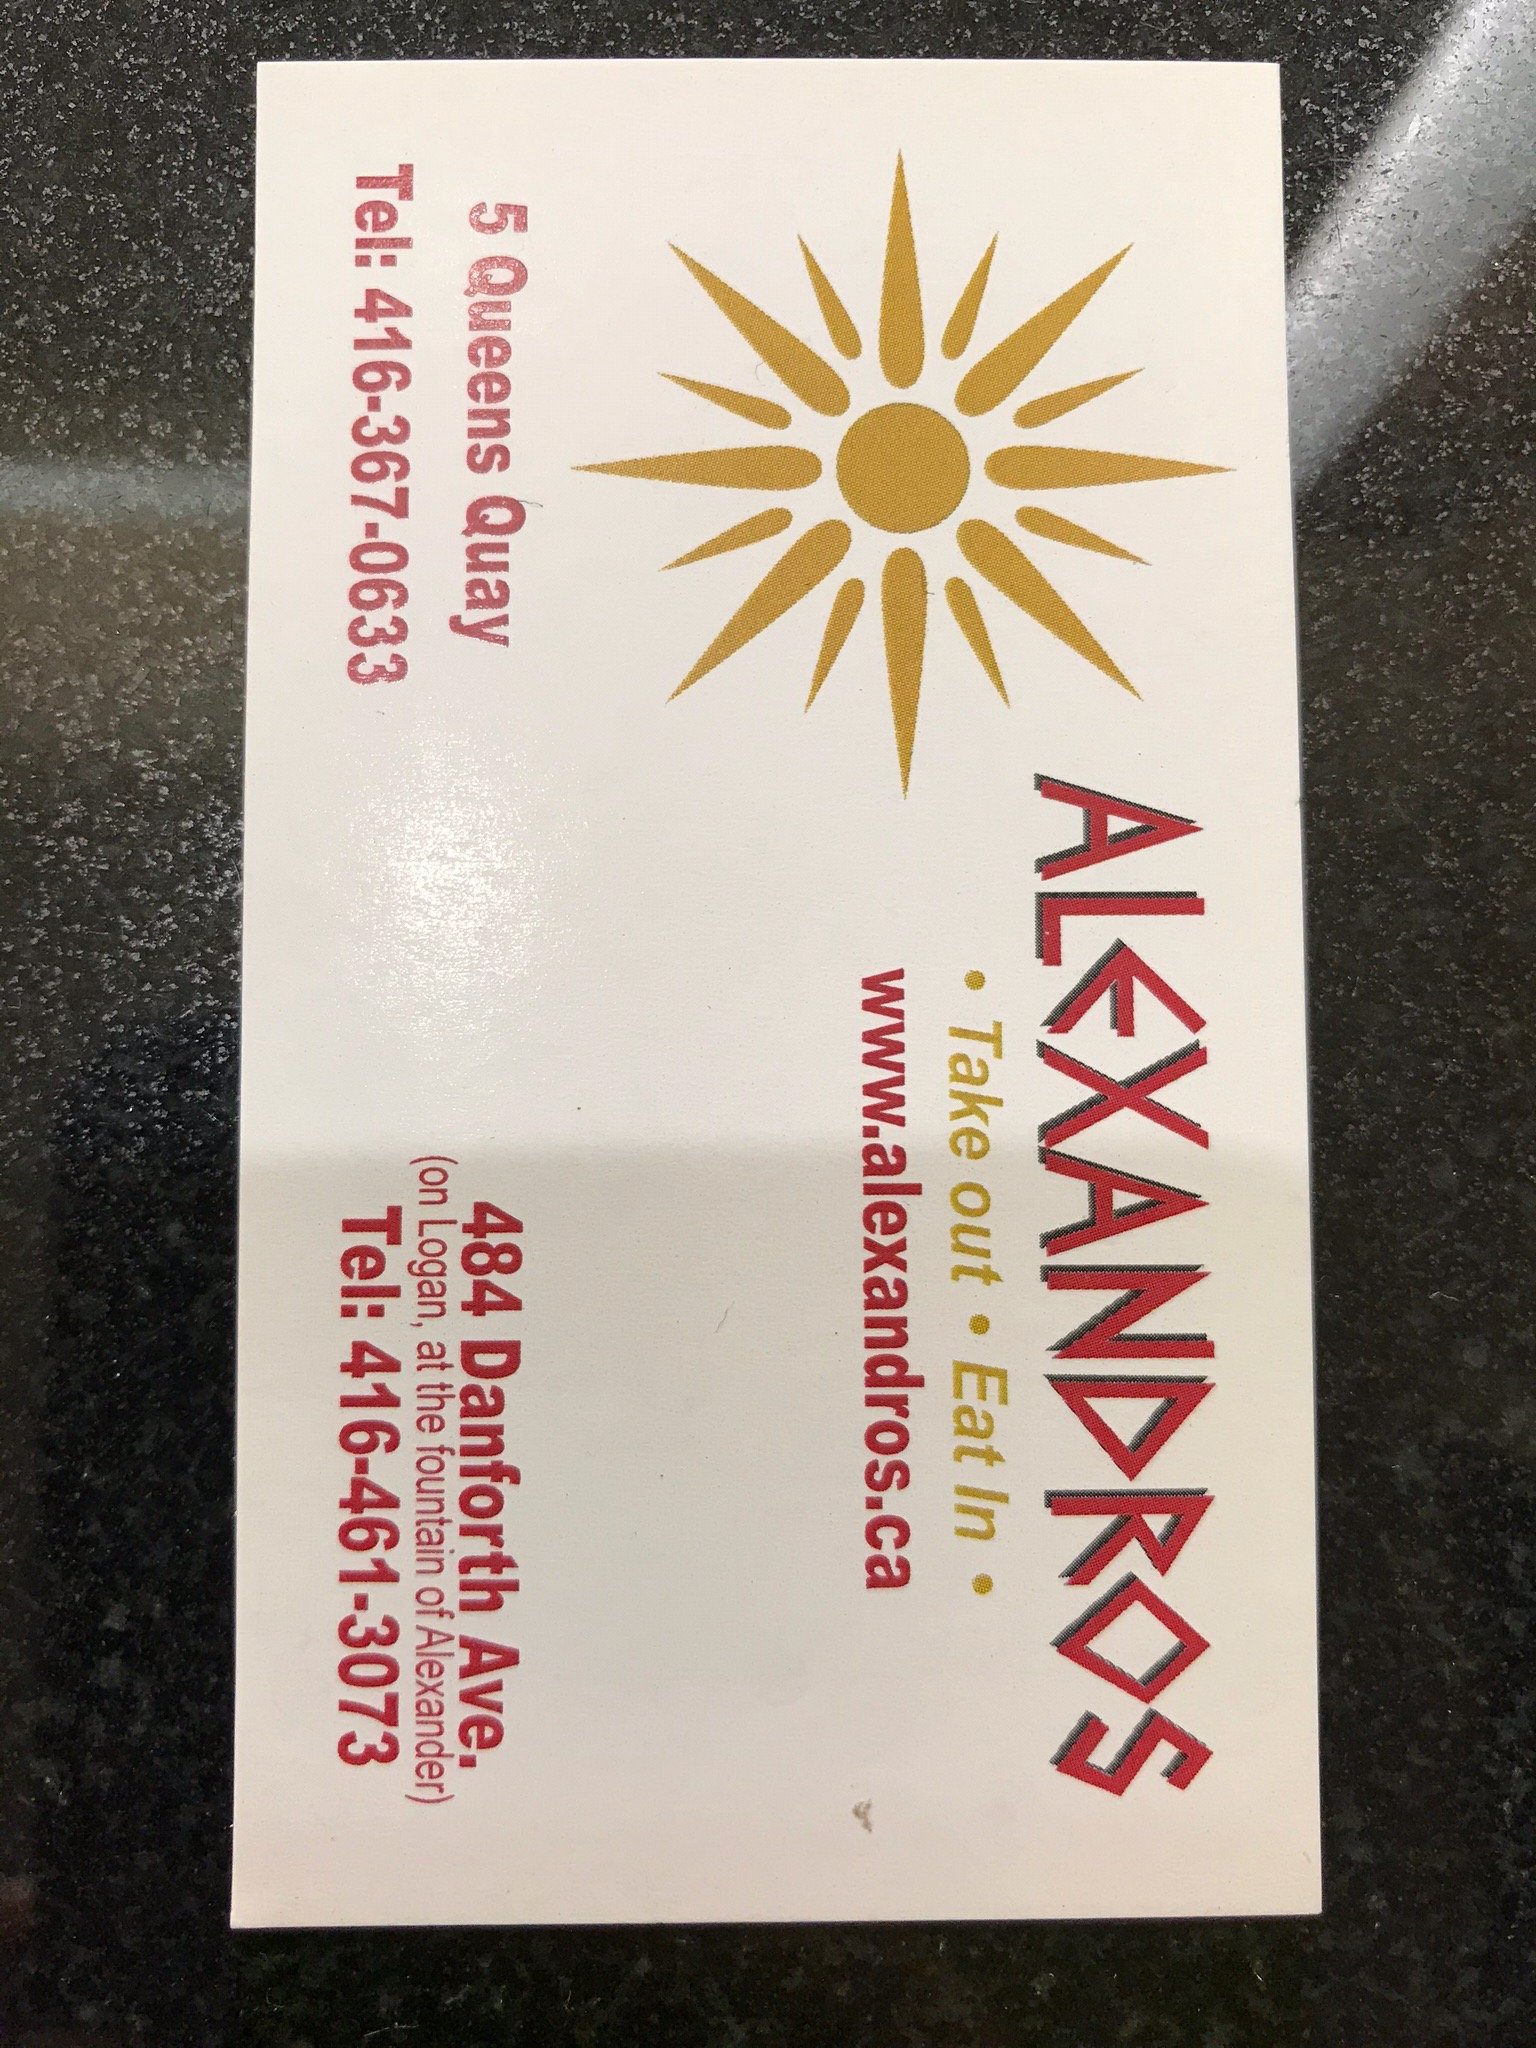 ALEXANDROS
• Take out • Eat In •
www.alexandros.ca
5 Queens Quay
Tel: 416-367-0633
484 Danforth Ave.
(on Logan, at the fountain of Alexander)
Tel: 416-461-3073